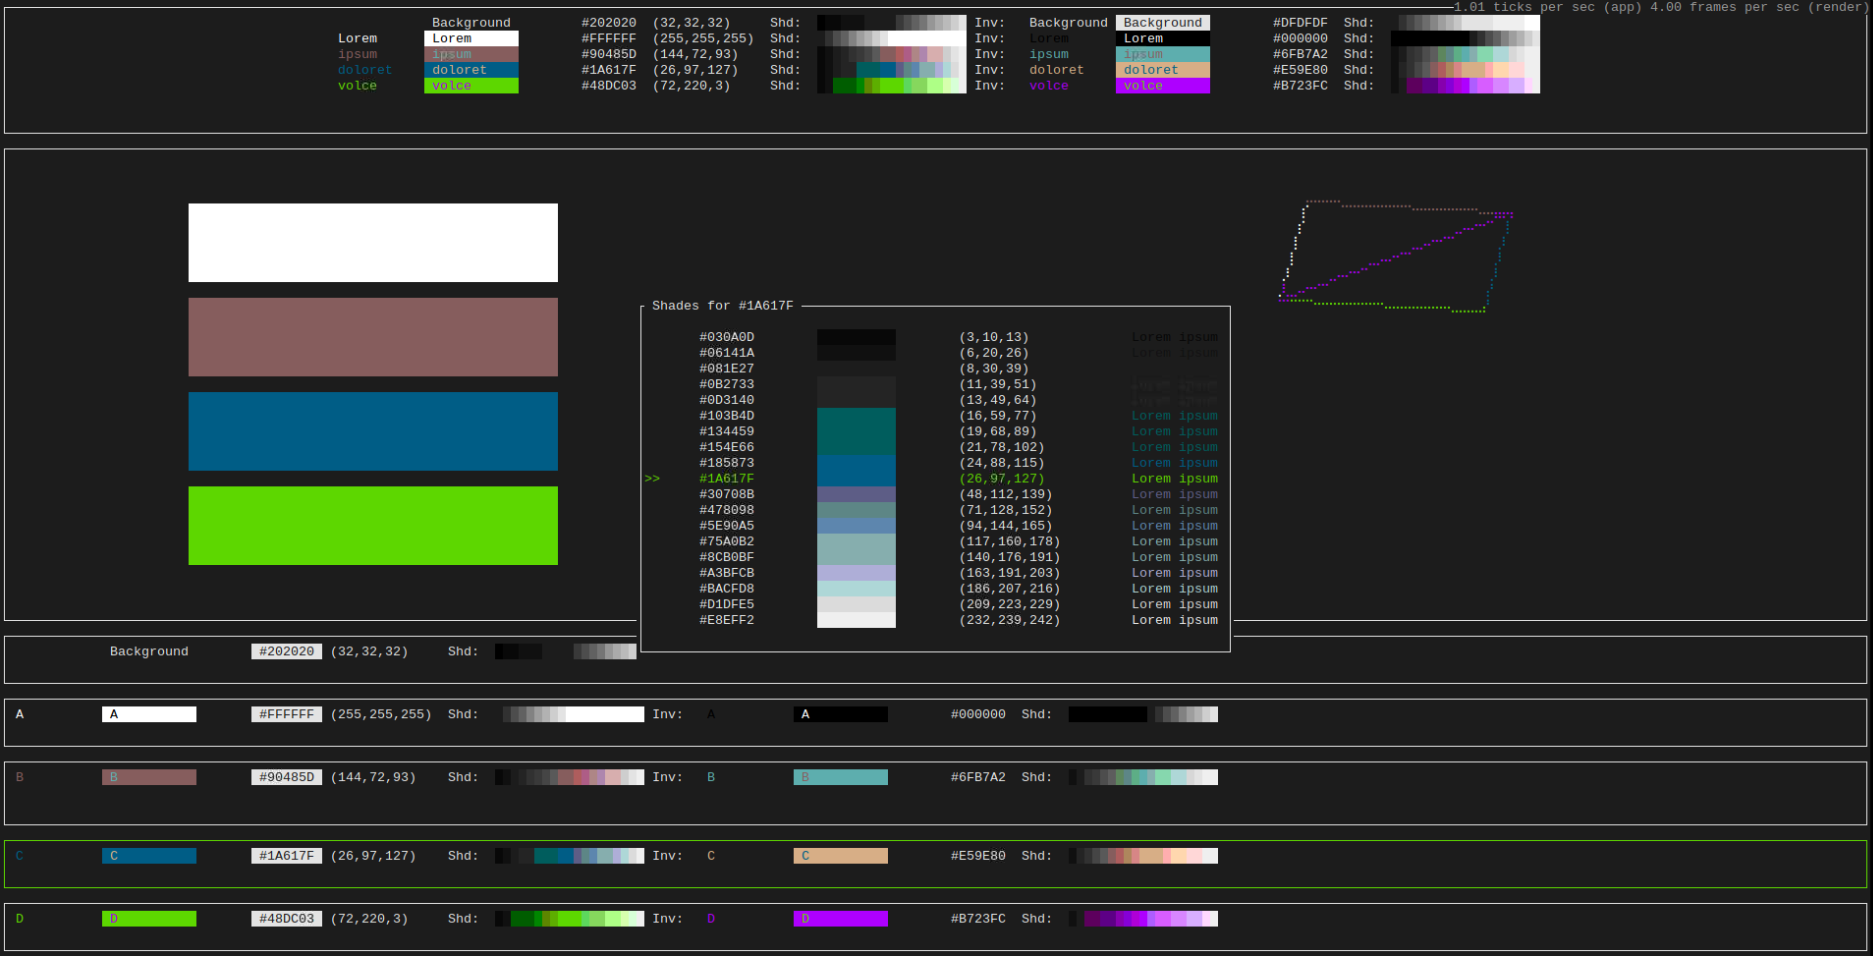 1.01 ticks per sec (app) 4.00 frames per sec (render)
Background #202020 (32,32,32) Shd: Inv: Background Background #DFDFDF Shd:
Lorem Lorem #FFFFFF (255,255,255) Shd: Inv: Lorem Lorem #000000 Shd:
ipsum ipsum #90485D (144,72,93) Shd: Inv: ipsum ipsum #6FB7A2 Shd:
doloret doloret #1A617F (26,97,127) Shd: Inv: doloret doloret #E59E80 Shd:
volce volce #48DC03 (72,220,3) Shd: Inv: volce volce #B723FC Shd:
Shades for #1A617F
#030A0D (3,10,13) Lorem ipsum
#06141A (6,20,26) Lorem ipsum
#081E27 (8,30,39)
#0B2733 (11,39,51) Lorem ipsum
#0D3140 (13,49,64) Lorem ipsum
#103B4D (16,59,77) Lorem ipsum
#134459 (19,68,89) Lorem ipsum
#154E66 (21,78,102) Lorem ipsum
#185873 (24,88,115) Lorem ipsum
>> #1A617F (26,97,127) Lorem ipsum
#30708B (48,112,139) Lorem ipsum
#478098 (71,128,152) Lorem ipsum
#5E90A5 (94,144,165) Lorem ipsum
#75A0B2 (117,160,178) Lorem ipsum
#8CB0BF (140,176,191) Lorem ipsum
#A3BFCB (163,191,203) Lorem ipsum
#BACFD8 (186,207,216) Lorem ipsum
#D1DFE5 (209,223,229) Lorem ipsum
#E8EFF2 (232,239,242) Lorem ipsum
Background #202020 (32,32,32) Shd:
A A #FFFFFF (255,255,255) Shd: Inv: A A #000000 Shd:
B B #90485D (144,72,93) Shd: Inv: B B #6FB7A2 Shd:
C C #1A617F (26,97,127) Shd: Inv: C C #E59E80 Shd:
D D #48DC03 (72,220,3) Shd: Inv: D D #B723FC Shd: